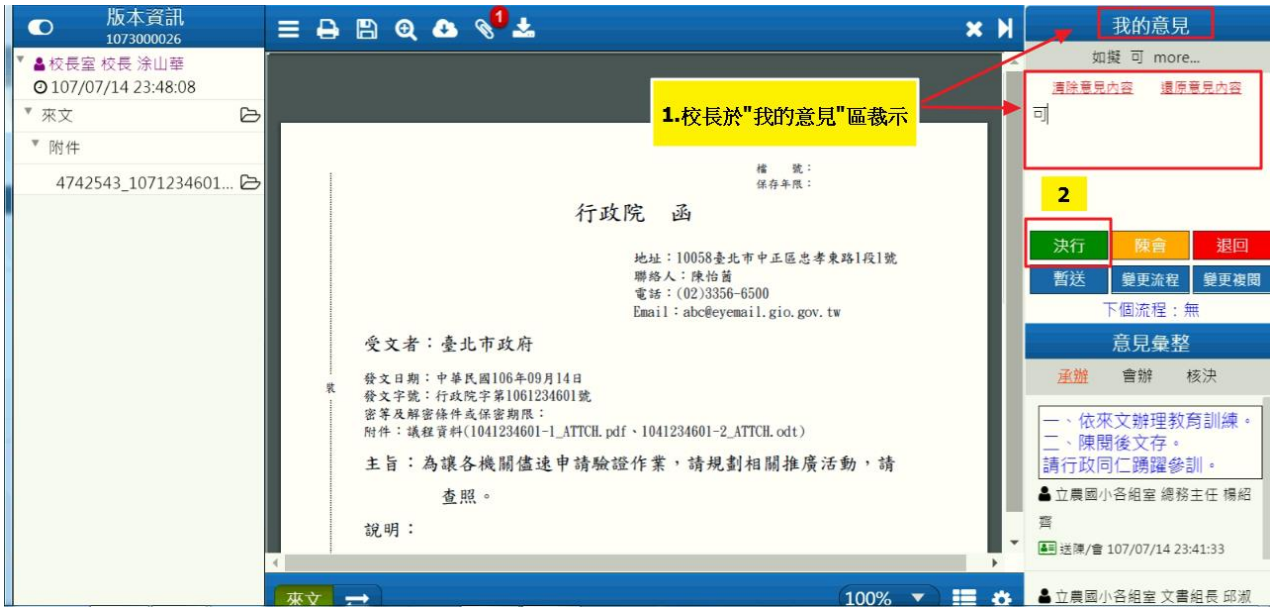 版本資訊
1073000026
校長室 校長 涂山華
107/07/14 23:48:08
來文
附件
4742543_1071234601...
1
1.校長於"我的意見"區裁示
檔　　號：
保存年限：
行政院　函
地址：10058臺北市中正區忠孝東路1段1號
聯絡人：陳怡茵
電話：(02)3356-6500
Email：abc@eyemail.gio.gov.tw
受文者：臺北市政府
發文日期：中華民國106年09月14日
發文字號：行政院字第1061234601號
密等及解密條件或保密期限：
附件：議程資料(1041234601-1_ATTCH.pdf、1041234601-2_ATTCH.odt)
主旨：為讓各機關儘速申請驗證作業，請規劃相關推廣活動，請
查照。
說明：
裝
來文
100%
我的意見
如擬 可 more...
清除意見內容 還原意見內容
可
2
決行 陳會 退回
暫送 變更流程 變更複閱
下個流程：無
意見彙整
承辦 會辦 核決
一、依來文辦理教育訓練。
二、陳閱後文存。
請行政同仁踴躍參訓。
立農國小各組室 總務主任 楊紹
齊
送陳/會 107/07/14 23:41:33
立農國小各組室 文書組長 邱淑